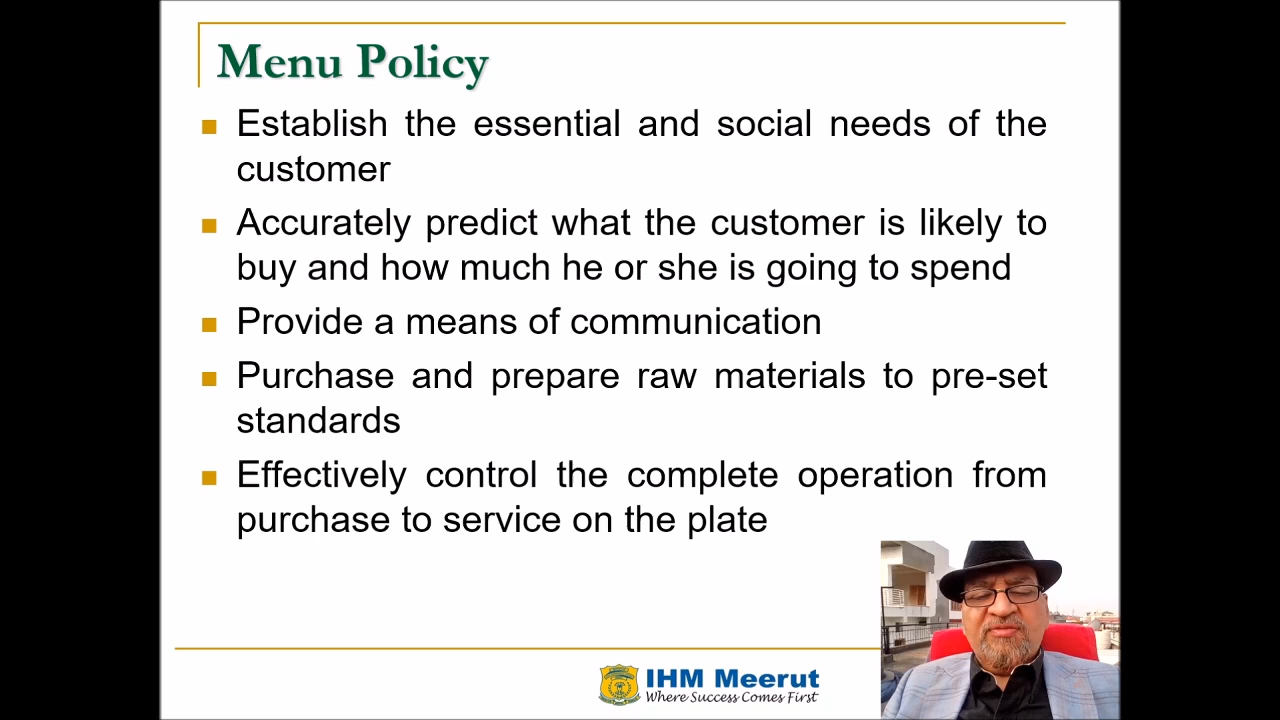 Menu Policy
Establish the essential and social needs of the
customer
Accurately predict what the customer is likely to
buy and how much he or she is going to spend
Provide a means of communication
Purchase and prepare raw materials to pre-set
standards
Effectively control the complete operation from
purchase to service on the plate
IHM Meerut
Where Success Comes First